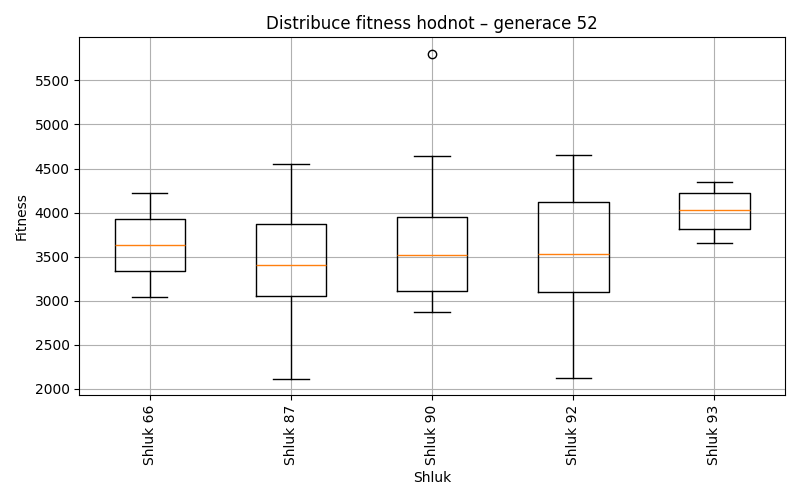 Distribuce fitness hodnot – generace 52
Fitness
5500
5000
4500
4000
3500
3000
2500
2000
Shluk 66
Shluk 87
Shluk 90
Shluk 92
Shluk 93
Shluk